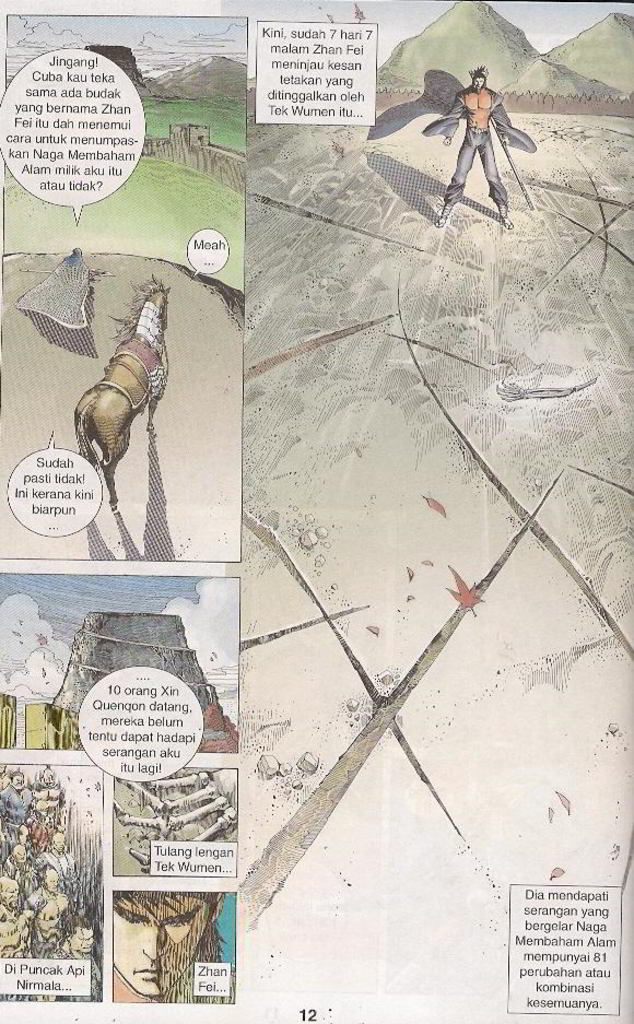 Jingang!
Cuba kau teka
sama ada budak
yang bernama Zhan
Fei itu dah menemui
cara untuk menumpas-
kan Naga Membaham
Alam milik aku itu
atau tidak?
Meah
...
Sudah
pasti tidak!
Ini kerana kini
biarpun
...
....
10 orang Xin
Quenqon datang,
mereka belum
tentu dapat hadapi
serangan aku
itu lagi!
Di Puncak Api
Nirmala...
Tulang lengan
Tek Wumen...
Zhan
Fei...
Kini, sudah 7 hari 7
malam Zhan Fei
meninjau kesan
tetakan yang
ditinggalkan oleh
Tek Wumen itu...
Dia mendapati
serangan yang
bergelar Naga
Membaham Alam
mempunyai 81
perubahan atau
kombinasi
kesemuanya.
12